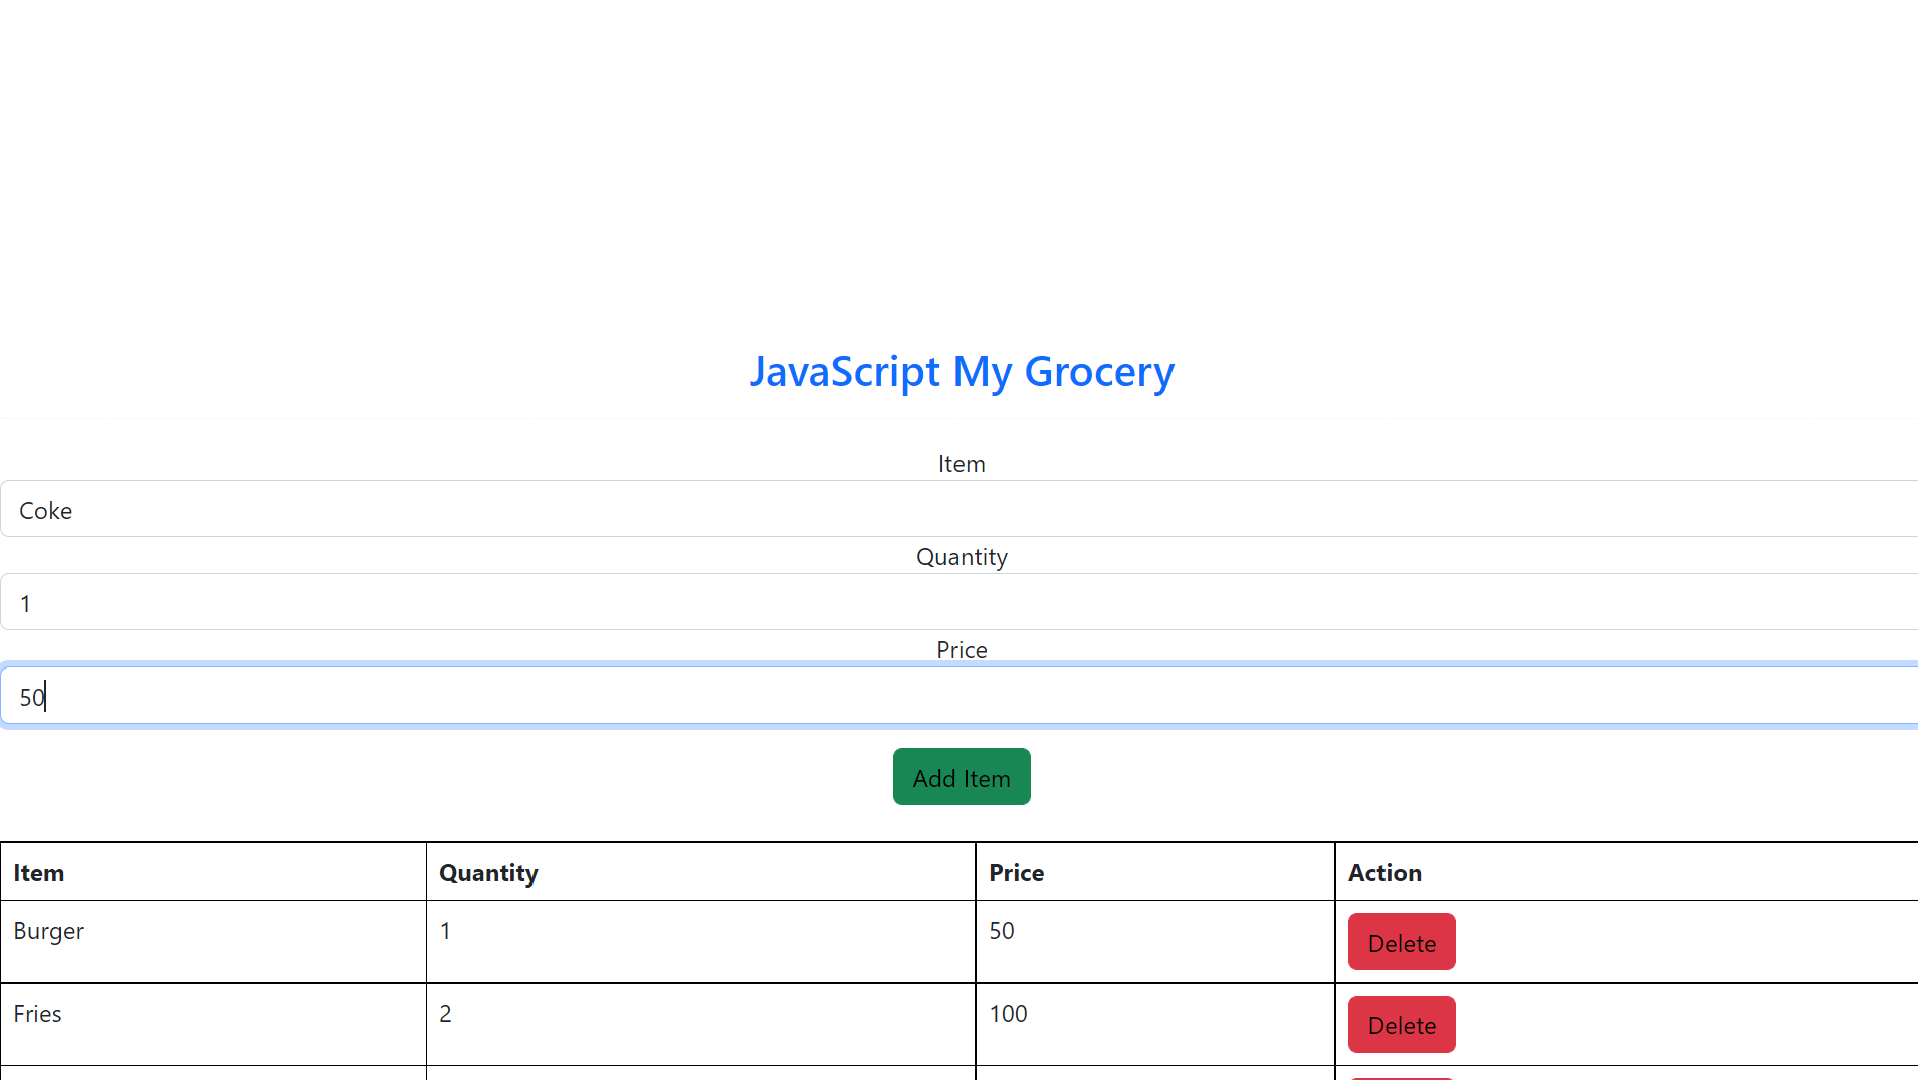 JavaScript My Grocery
Item
Coke
Quantity
1
Price
50
Add Item
Item Quantity Price Action
Burger 1 50 Delete
Fries 2 100 Delete